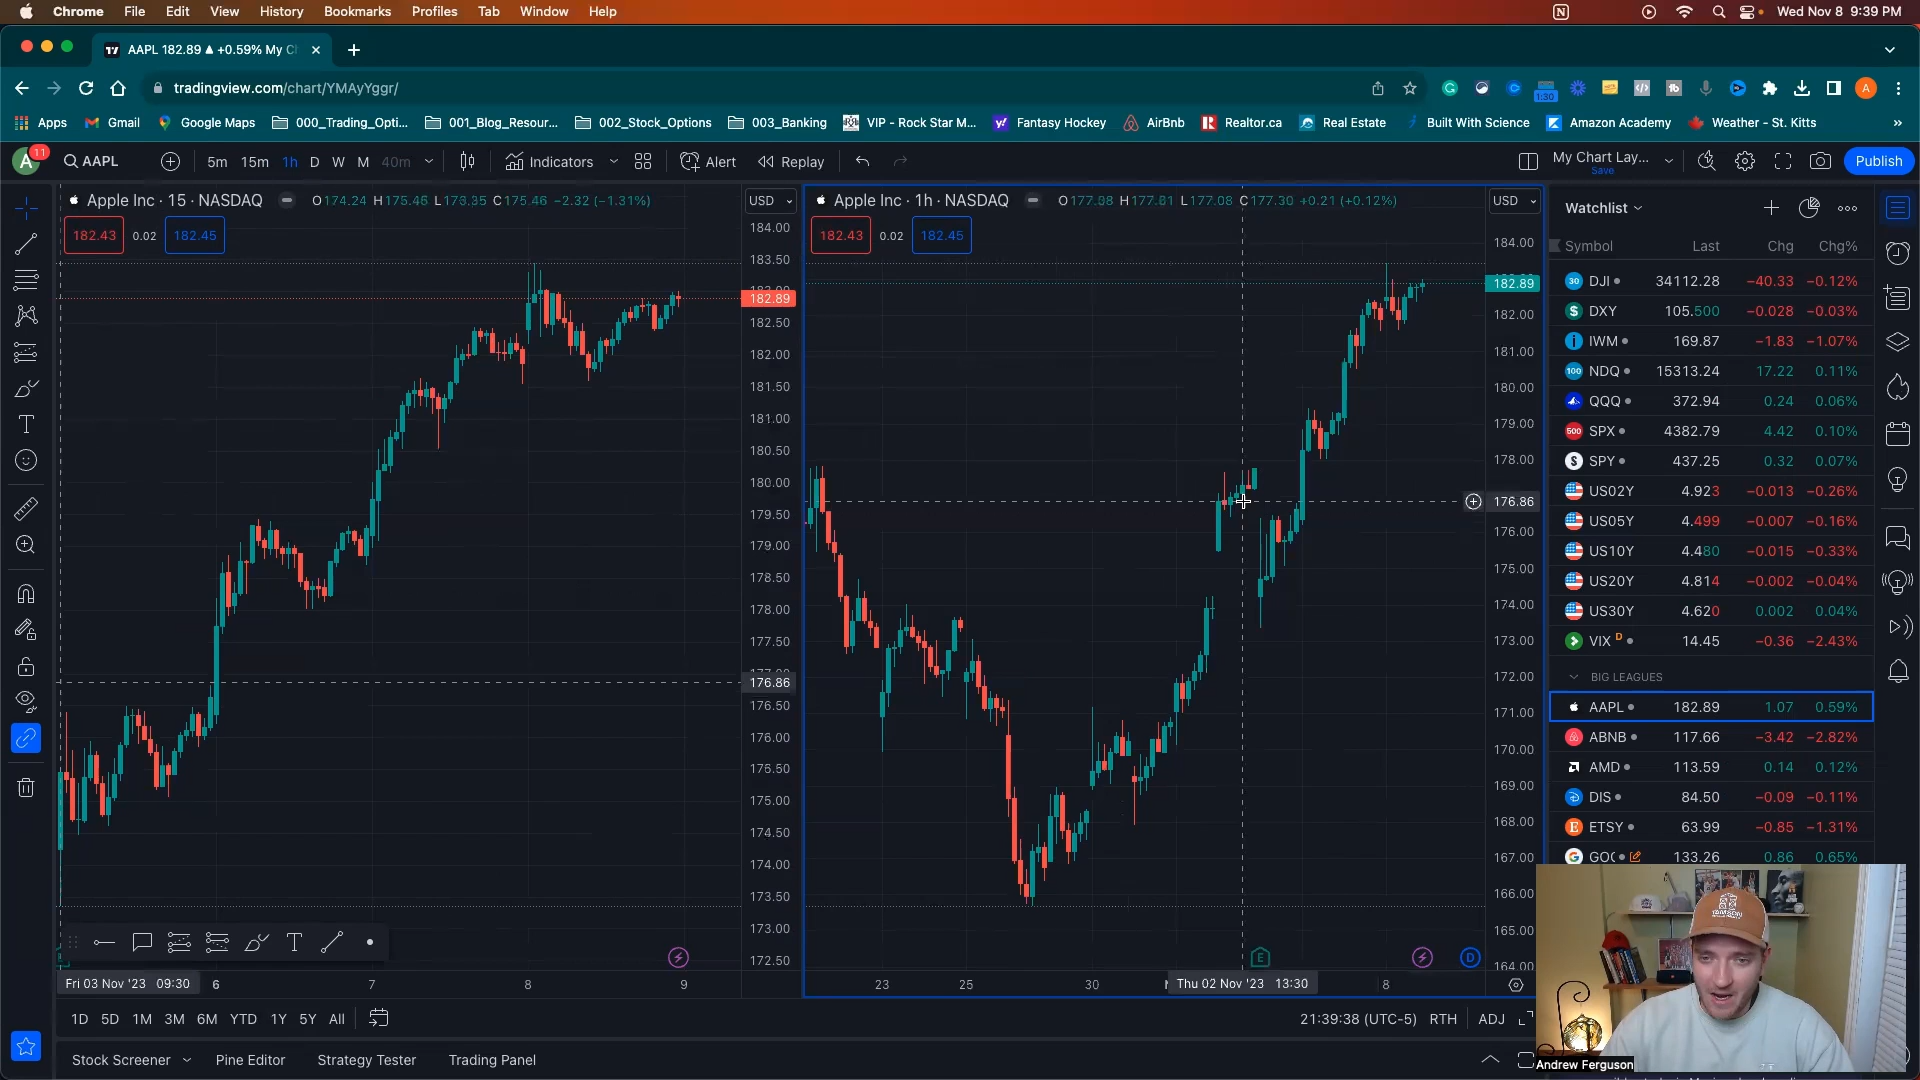 Chrome File Edit View History Bookmarks Profiles Tab Window Help Wed Nov 8 9:39 PM
AAPL 182.89 ▲ +0.59% My Ch
tradingview.com/chart/YMAyYggr/
1:30
Apps Gmail Google Maps 000_Trading_Opti... 001_Blog_Resour... 002_Stock_Options 003_Banking VIP - Rock Star M... Fantasy Hockey AirBnb Realtor.ca Real Estate Built With Science Amazon Academy Weather - St. Kitts »
A 11 AAPL 5m 15m 1h D W M 40m Indicators Alert Replay My Chart Lay... Save Publish
Apple Inc · 15 · NASDAQ O174.24 H175.46 L173.35 C175.46 −2.32 (−1.31%) USD
182.43 0.02 182.45
184.00
183.50
182.89
182.50
182.00
181.50
181.00
180.50
180.00
179.50
179.00
178.50
178.00
177.50
176.86
176.50
176.00
175.50
175.00
174.50
174.00
173.50
173.00
172.50
Fri 03 Nov '23 09:30 6 7 8 9
Apple Inc · 1h · NASDAQ O177.08 H177.61 L177.08 C177.30 +0.21 (+0.12%) USD
182.43 0.02 182.45
184.00
182.89
182.00
181.00
180.00
179.00
178.00
176.86
176.00
175.00
174.00
173.00
172.00
171.00
170.00
169.00
168.00
167.00
166.00
165.00
164.00
E D
23 25 30 Thu 02 Nov '23 13:30 8
Watchlist
Symbol Last Chg Chg%
DJI 34112.28 −40.33 −0.12%
DXY 105.500 −0.028 −0.03%
IWM 169.87 −1.83 −1.07%
NDQ 15313.24 17.22 0.11%
QQQ 372.94 0.24 0.06%
SPX 4382.79 4.42 0.10%
SPY 437.25 0.32 0.07%
US02Y 4.923 −0.013 −0.26%
US05Y 4.499 −0.007 −0.16%
US10Y 4.480 −0.015 −0.33%
US20Y 4.814 −0.002 −0.04%
US30Y 4.620 0.002 0.04%
VIX D 14.45 −0.36 −2.43%
BIG LEAGUES
AAPL 182.89 1.07 0.59%
ABNB 117.66 −3.42 −2.82%
AMD 113.59 0.14 0.12%
DIS 84.50 −0.09 −0.11%
ETSY 63.99 −0.85 −1.31%
GOO 133.26 0.86 0.65%
1D 5D 1M 3M 6M YTD 1Y 5Y All 21:39:38 (UTC-5) RTH ADJ
Stock Screener Pine Editor Strategy Tester Trading Panel
Andrew Ferguson